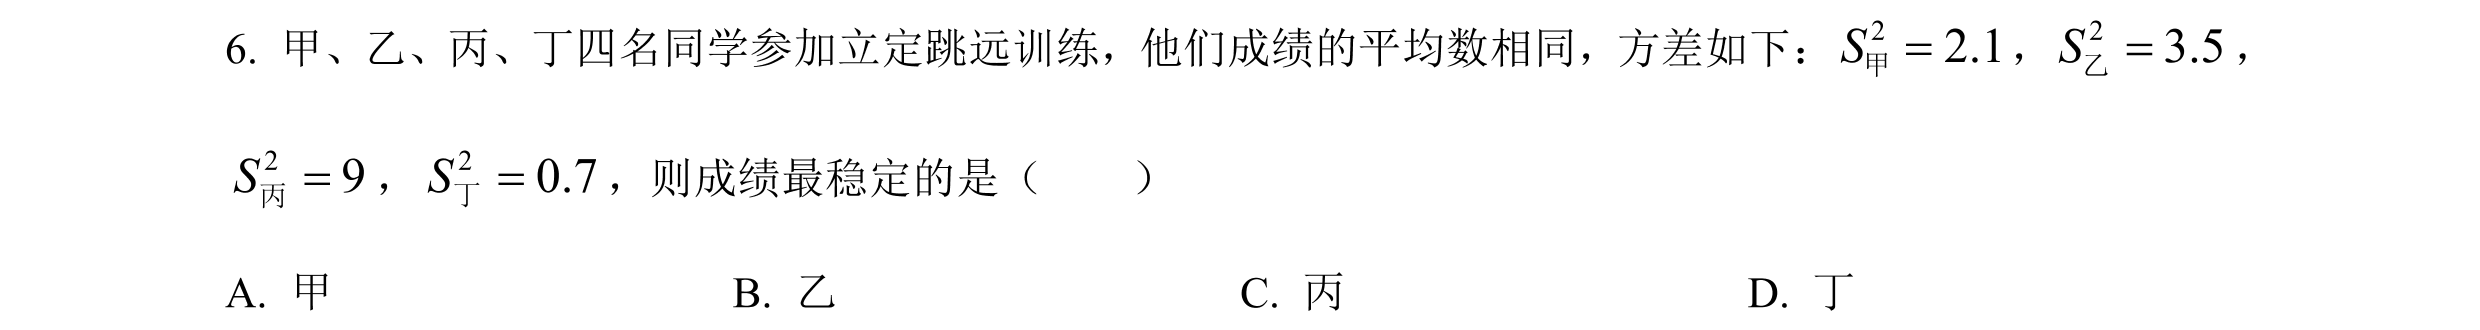 6. 甲、乙、丙、丁四名同学参加立定跳远训练，他们成绩的平均数相同，方差如下：$S_{甲}^{2}=2.1$，$S_{乙}^{2}=3.5$，
$S_{丙}^{2}=9$，$S_{丁}^{2}=0.7$，则成绩最稳定的是（ ）
A. 甲 B. 乙 C. 丙 D. 丁